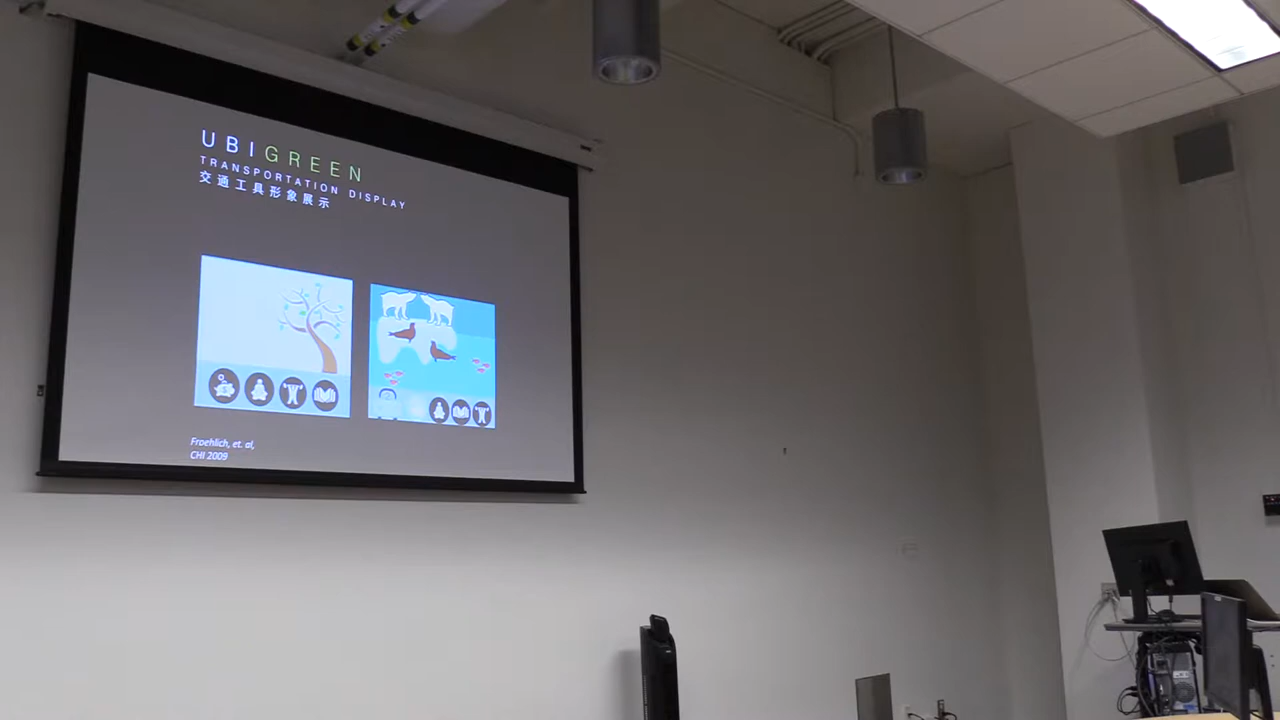 UBIGREEN
TRANSPORTATION DISPLAY
交通工具形象展示
Froehlich, et. al,
CHI 2009